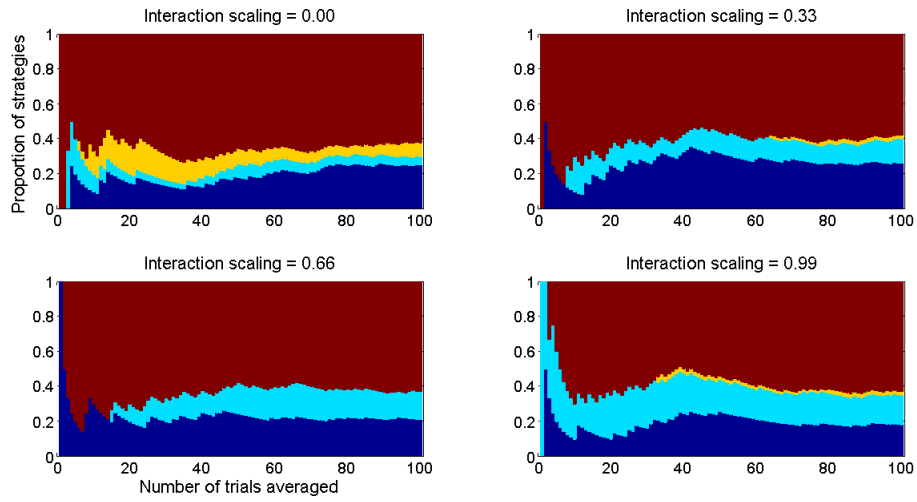 Interaction scaling = 0.00
Interaction scaling = 0.33
Proportion of strategies
1
0.8
0.6
0.4
0.2
0
0 20 40 60 80 100
1
0.8
0.6
0.4
0.2
0
0 20 40 60 80 100
Interaction scaling = 0.66
Interaction scaling = 0.99
1
0.8
0.6
0.4
0.2
0
0 20 40 60 80 100
Number of trials averaged
1
0.8
0.6
0.4
0.2
0
0 20 40 60 80 100